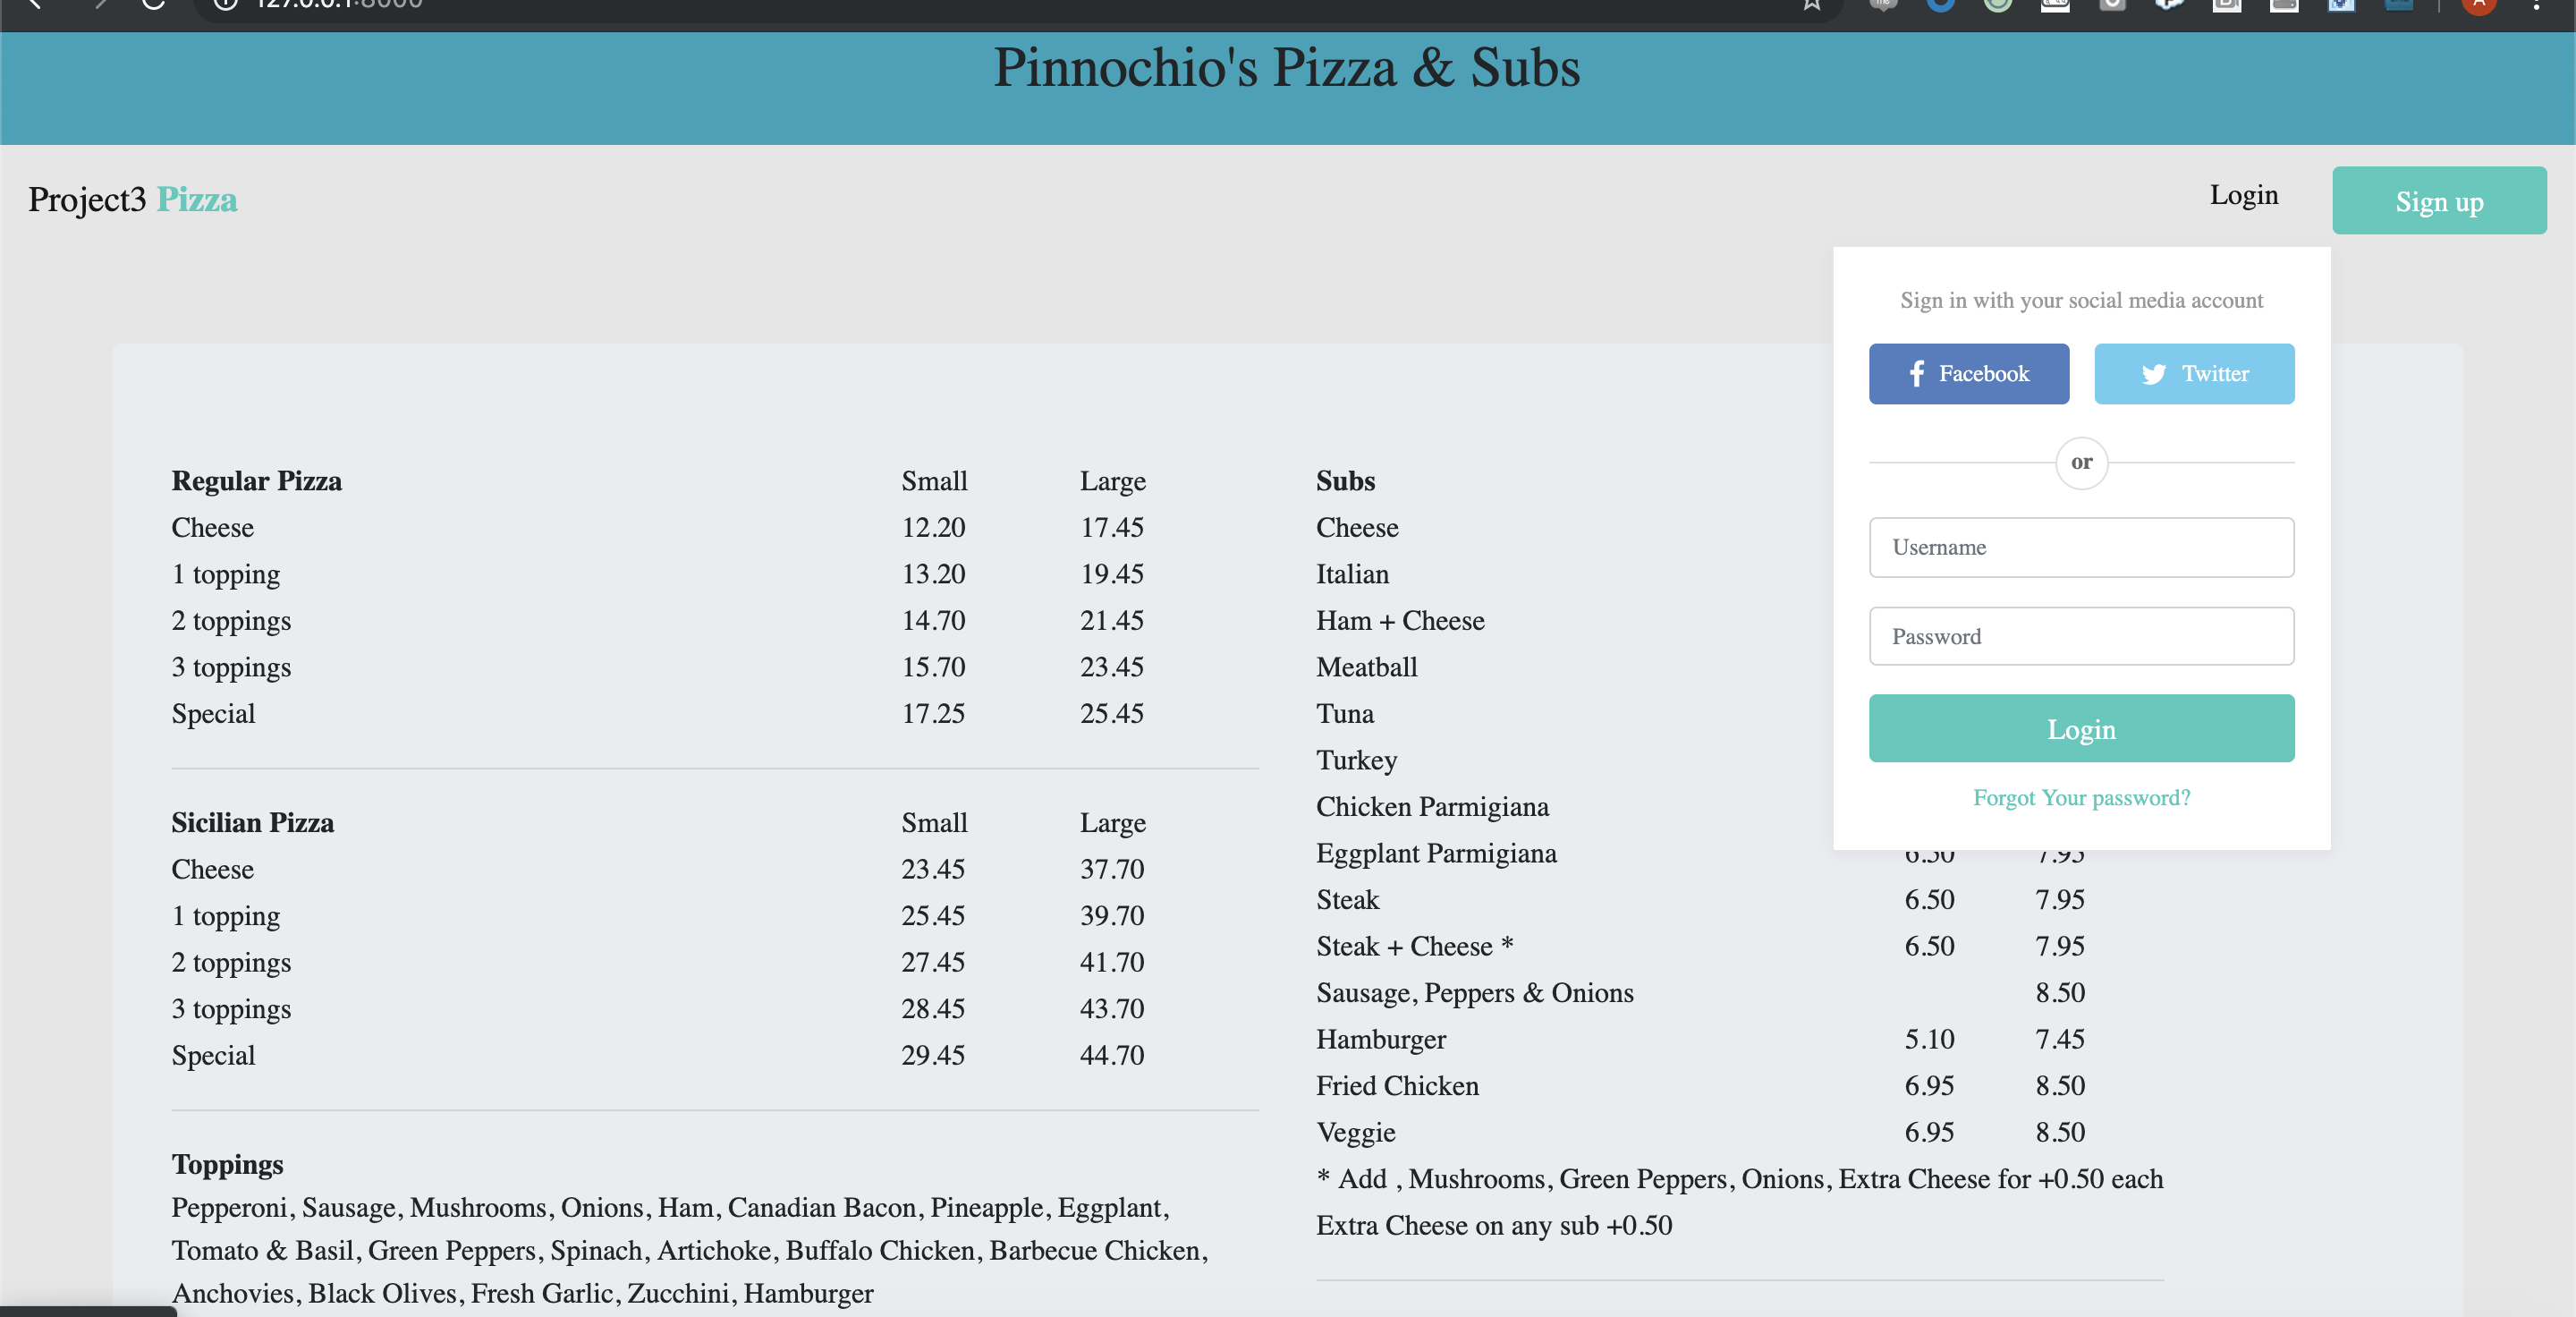 127.0.0.1:8000
Pinnochio's Pizza & Subs
Project3 Pizza
Login
Sign up
Sign in with your social media account
Facebook
Twitter
or
Username
Password
Login
Forgot Your password?
Regular Pizza Small Large
Cheese 12.20 17.45
1 topping 13.20 19.45
2 toppings 14.70 21.45
3 toppings 15.70 23.45
Special 17.25 25.45
Sicilian Pizza Small Large
Cheese 23.45 37.70
1 topping 25.45 39.70
2 toppings 27.45 41.70
3 toppings 28.45 43.70
Special 29.45 44.70
Toppings
Pepperoni, Sausage, Mushrooms, Onions, Ham, Canadian Bacon, Pineapple, Eggplant,
Tomato & Basil, Green Peppers, Spinach, Artichoke, Buffalo Chicken, Barbecue Chicken,
Anchovies, Black Olives, Fresh Garlic, Zucchini, Hamburger
Subs
Cheese
Italian
Ham + Cheese
Meatball
Tuna
Turkey
Chicken Parmigiana
Eggplant Parmigiana 6.50 7.95
Steak 6.50 7.95
Steak + Cheese * 6.50 7.95
Sausage, Peppers & Onions 8.50
Hamburger 5.10 7.45
Fried Chicken 6.95 8.50
Veggie 6.95 8.50
* Add , Mushrooms, Green Peppers, Onions, Extra Cheese for +0.50 each
Extra Cheese on any sub +0.50